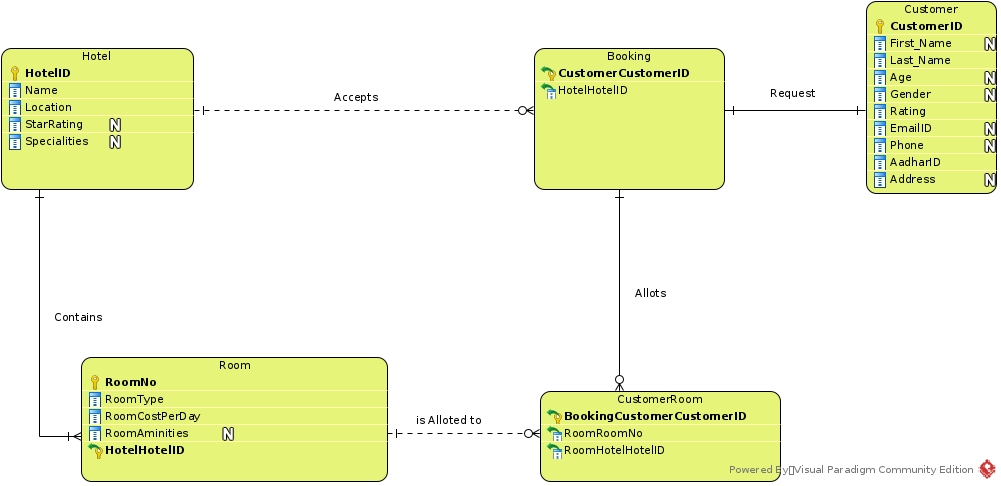 Customer
CustomerID
First_Name N
Last_Name
Age N
Gender N
Rating
EmailID N
Phone N
AadharID
Address N
Hotel
HotelID
Name
Location
StarRating N
Specialities N
Accepts
Booking
CustomerCustomerID
HotelHotelID
Request
Contains
Allots
Room
RoomNo
RoomType
RoomCostPerDay
RoomAminities N
HotelHotelID
is Alloted to
CustomerRoom
BookingCustomerCustomerID
RoomRoomNo
RoomHotelHotelID
Powered By Visual Paradigm Community Edition